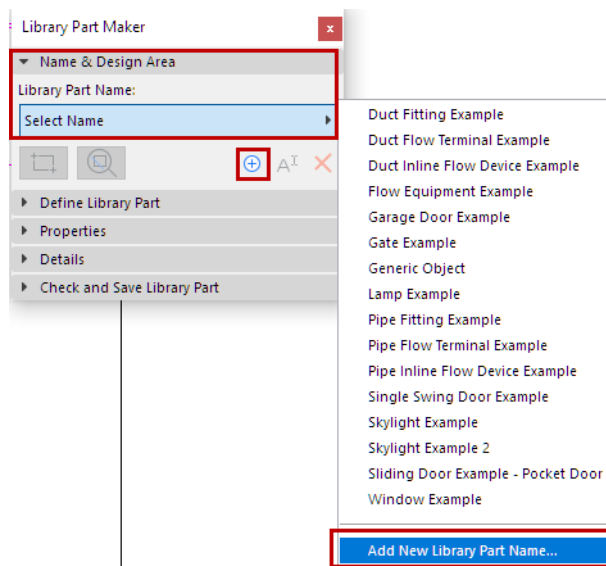 Library Part Maker
x
Name & Design Area
Library Part Name:
Select Name
A
Define Library Part
Properties
Details
Check and Save Library Part
Duct Fitting Example
Duct Flow Terminal Example
Duct Inline Flow Device Example
Flow Equipment Example
Garage Door Example
Gate Example
Generic Object
Lamp Example
Pipe Fitting Example
Pipe Flow Terminal Example
Pipe Inline Flow Device Example
Single Swing Door Example
Skylight Example
Skylight Example 2
Sliding Door Example - Pocket Door
Window Example
Add New Library Part Name...